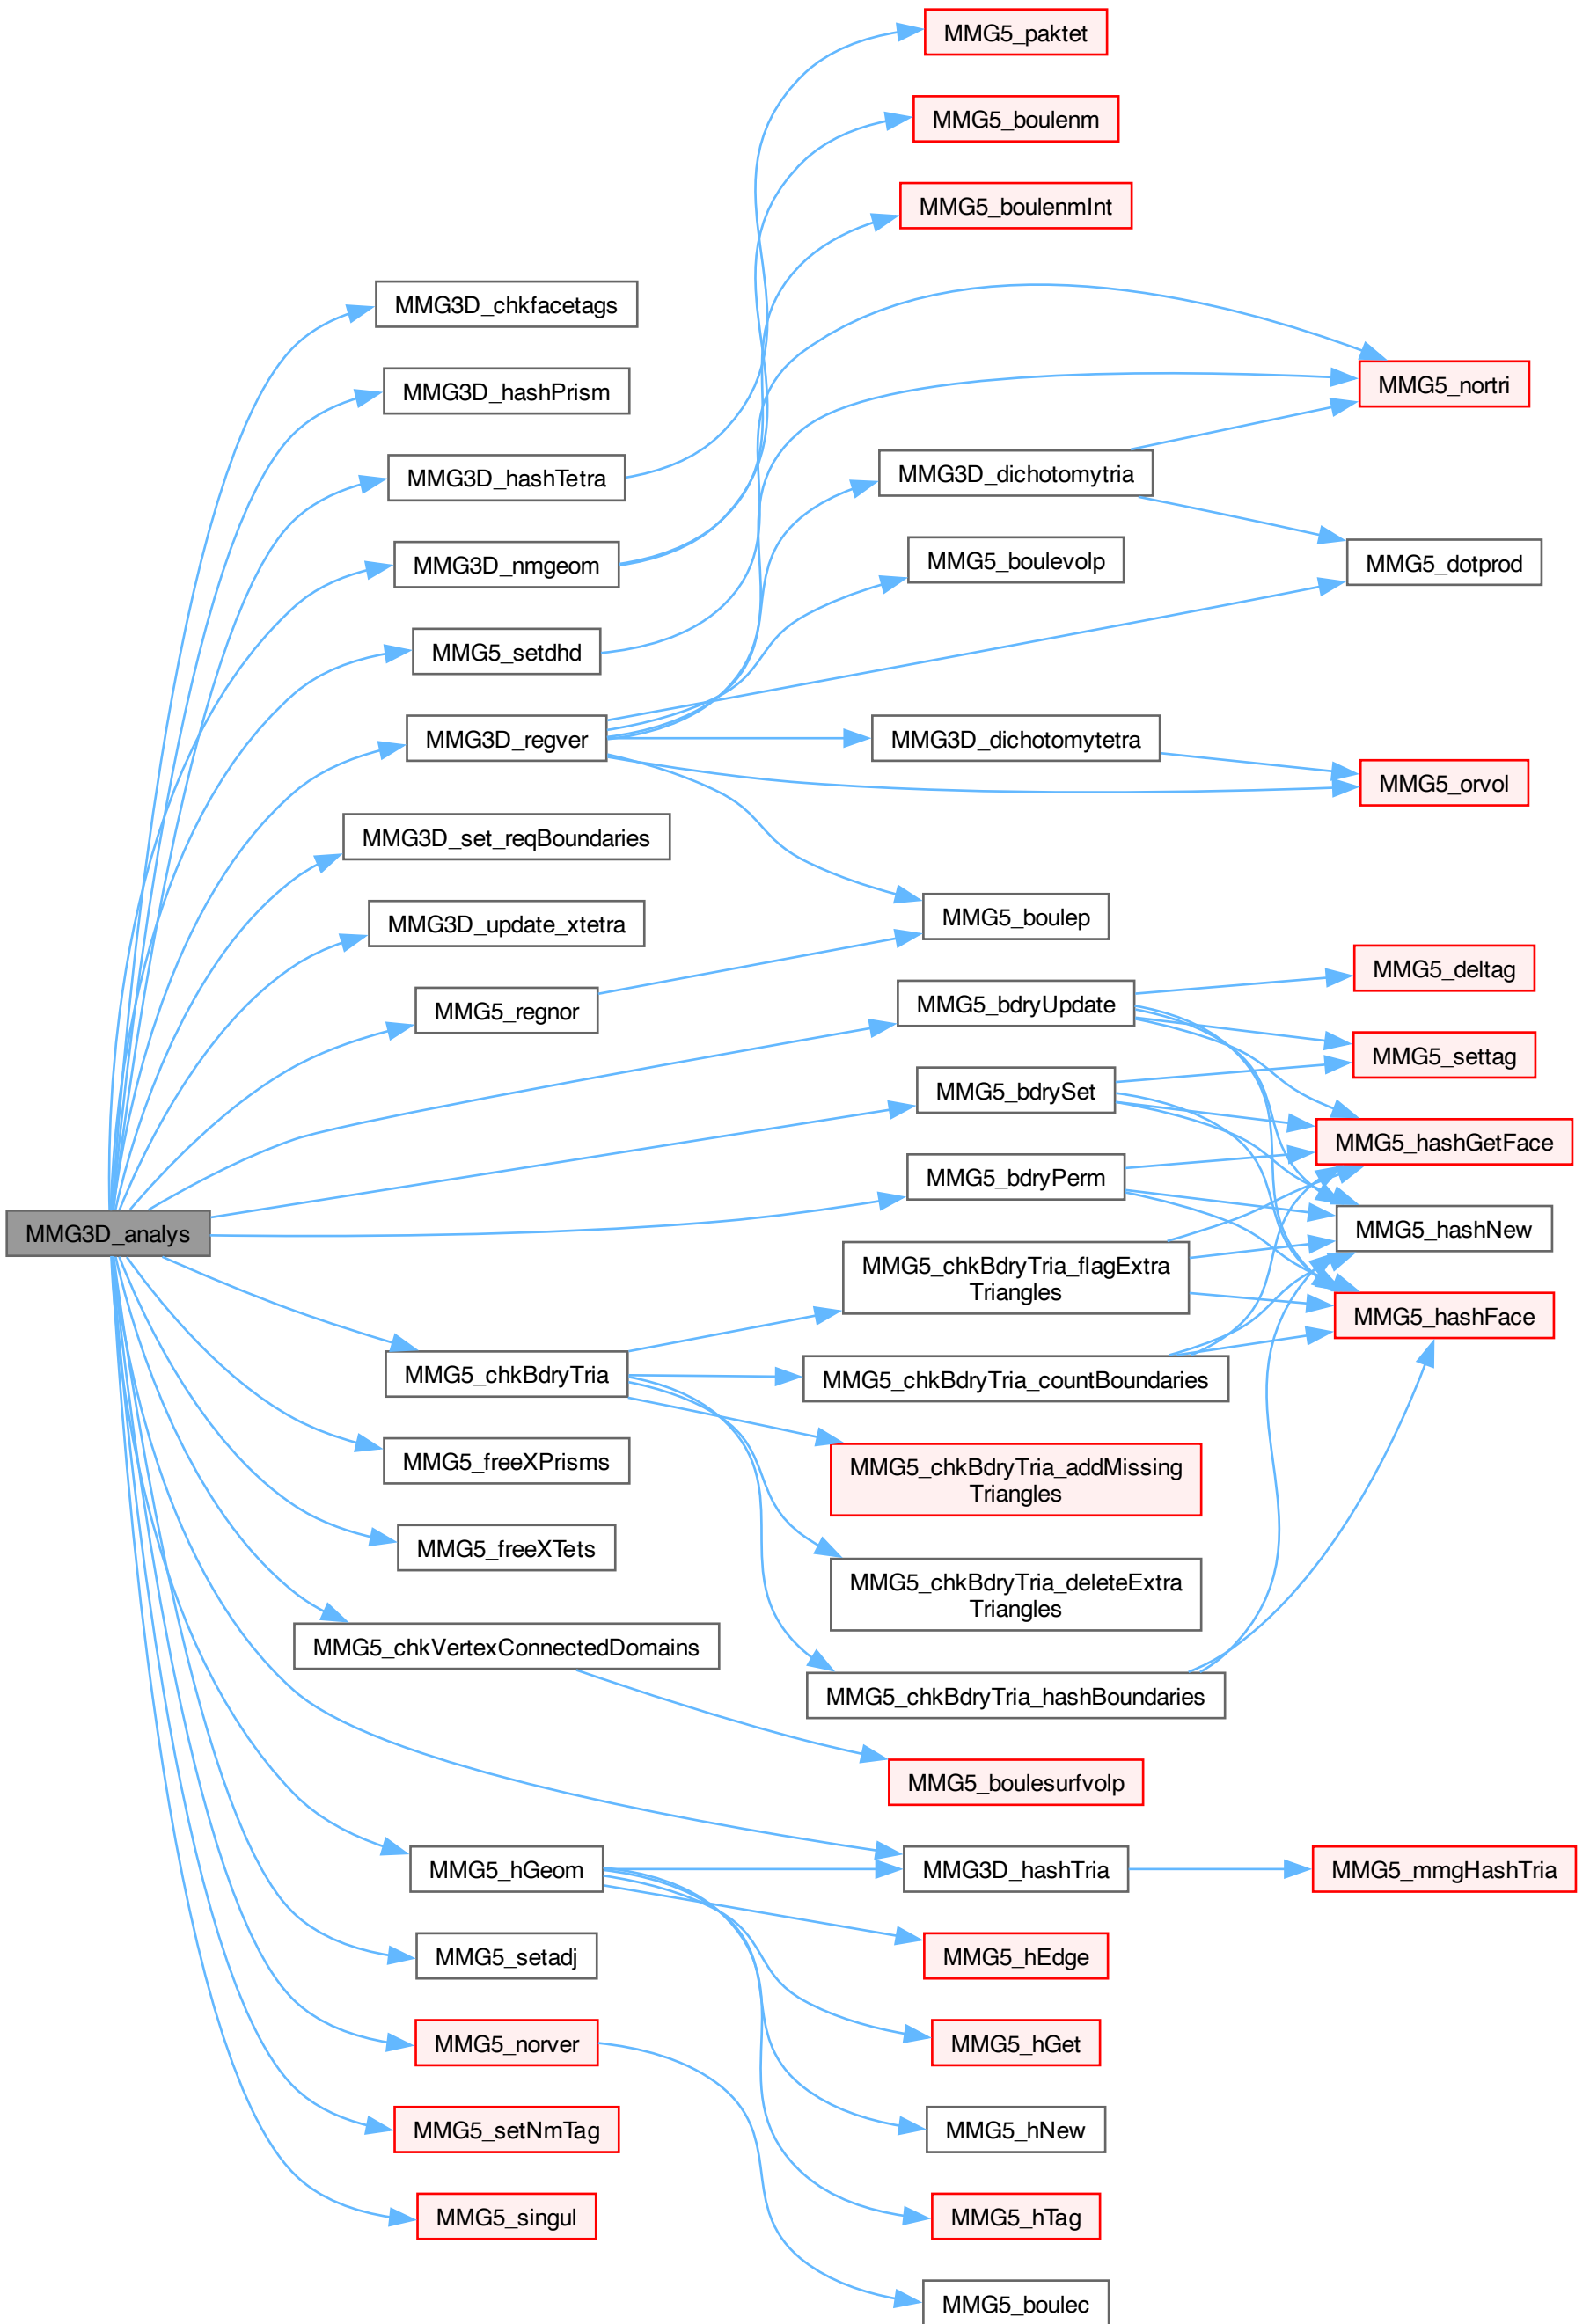 MMG5_paktet
MMG5_boulenm
MMG5_boulenmInt
MMG3D_chkfacetags
MMG3D_hashPrism
MMG5_nortri
MMG3D_hashTetra
MMG3D_dichotomytria
MMG3D_nmgeom
MMG5_boulevolp
MMG5_dotprod
MMG5_setdhd
MMG3D_regver
MMG3D_dichotomytetra
MMG5_orvol
MMG3D_set_reqBoundaries
MMG3D_update_xtetra
MMG5_boulep
MMG5_deltag
MMG5_regnor
MMG5_bdryUpdate
MMG5_settag
MMG5_bdrySet
MMG5_hashGetFace
MMG5_bdryPerm
MMG3D_analys
MMG5_hashNew
MMG5_chkBdryTria_flagExtra
Triangles
MMG5_hashFace
MMG5_chkBdryTria
MMG5_chkBdryTria_countBoundaries
MMG5_freeXPrisms
MMG5_chkBdryTria_addMissing
Triangles
MMG5_freeXTets
MMG5_chkBdryTria_deleteExtra
Triangles
MMG5_chkVertexConnectedDomains
MMG5_chkBdryTria_hashBoundaries
MMG5_boulesurfvolp
MMG5_hGeom
MMG3D_hashTria
MMG5_mmgHashTria
MMG5_setadj
MMG5_hEdge
MMG5_norver
MMG5_hGet
MMG5_setNmTag
MMG5_hNew
MMG5_singul
MMG5_hTag
MMG5_boulec